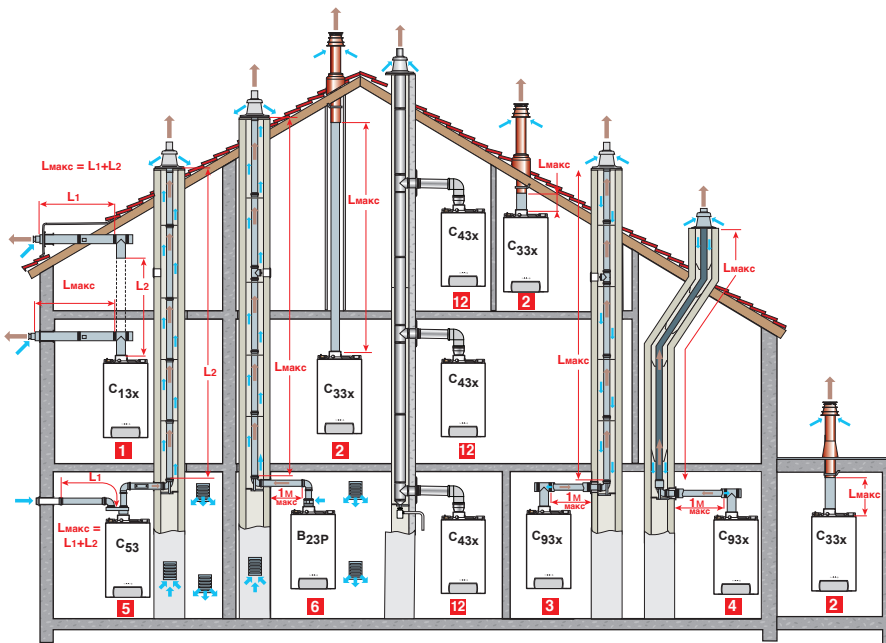 Lмакс = L1+L2
L1
Lмакс
L2
C13x
1
L2
Lмакс
Lмакс
C33x
2
C43x
12
Lмакс
C33x
2
C43x
12
Lмакс
Lмакс
L1
Lмакс =
L1+L2
C53
5
1м
макс
B23P
6
C43x
12
1м
макс
C93x
3
1м
макс
C93x
4
Lмакс
C33x
2